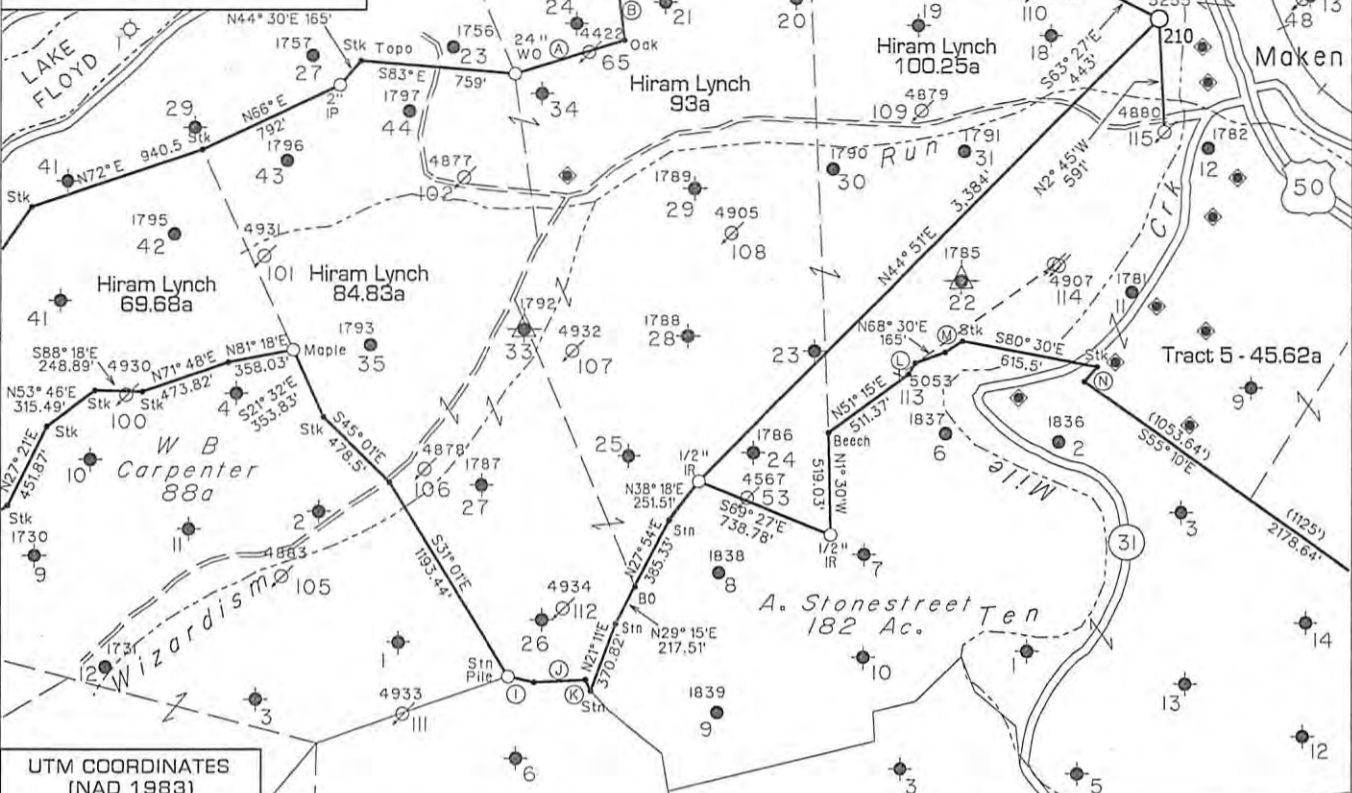 24
B
21
20
19
110
18
3255
210
48
13
Maken
LAKE
FLOYD
N44° 30'E 165'
1757
27
Stk
Topo
1756
23
24"
WO
A
4422
65
Oak
S83° E
759'
2"
IP
34
Hiram Lynch
93a
Hiram Lynch
100.25a
S63° 27'E
443'
29
N66° E
792'
1797
44
109
4879
4880
115
1782
12
50
41
N72° E
940.5
Stk
1796
43
4877
102
1790
30
Run
1791
31
N2° 45'W
591'
Stk
1789
29
3,384'
1795
42
4931
101
4905
108
Crk
N44° 51'E
1785
22
4907
114
1781
11
Hiram Lynch
69.68a
Hiram Lynch
84.83a
41
1793
35
1792
33
4932
107
1788
28
23
N68° 30'E
165'
M
Stk
S80° 30'E
615.5'
Stk
Tract 5 - 45.62a
S88° 18'E
248.89'
4930
100
N71° 48'E
473.82'
N81° 18'E
358.03'
Maple
L
N
N53° 46'E
315.49'
Stk
Stk
4
S21° 32'E
353.83'
5053
113
9
Stk
N51° 15'E
511.37'
1837
6
1836
2
(1053.64')
S55° 10'E
N27° 21'E
451.87'
10
W B
Carpenter
88a
S45° 01'E
478.5'
4878
106
1787
27
25
1/2"
IR
1786
24
Beech
N1° 30'W
519.03'
Mile
4567
53
N38° 18'E
251.51'
S69° 27'E
738.78'
Stk
2
11
Stn
1/2"
IR
3
31
(1125')
2178.64'
1730
9
4883
105
S31° 01'E
1193.44'
N27° 54'E
385.33'
7
1838
8
4934
112
BO
A. Stonestreet
182 Ac.
Ten
26
Stn
N29° 15'E
217.51'
14
Wizardism
1
1731
12
N21° 11'E
370.82'
10
1
Stn
Pile
I
J
K
Stn
3
4933
111
1839
9
13
6
12
3
5
UTM COORDINATES
(NAD 1983)